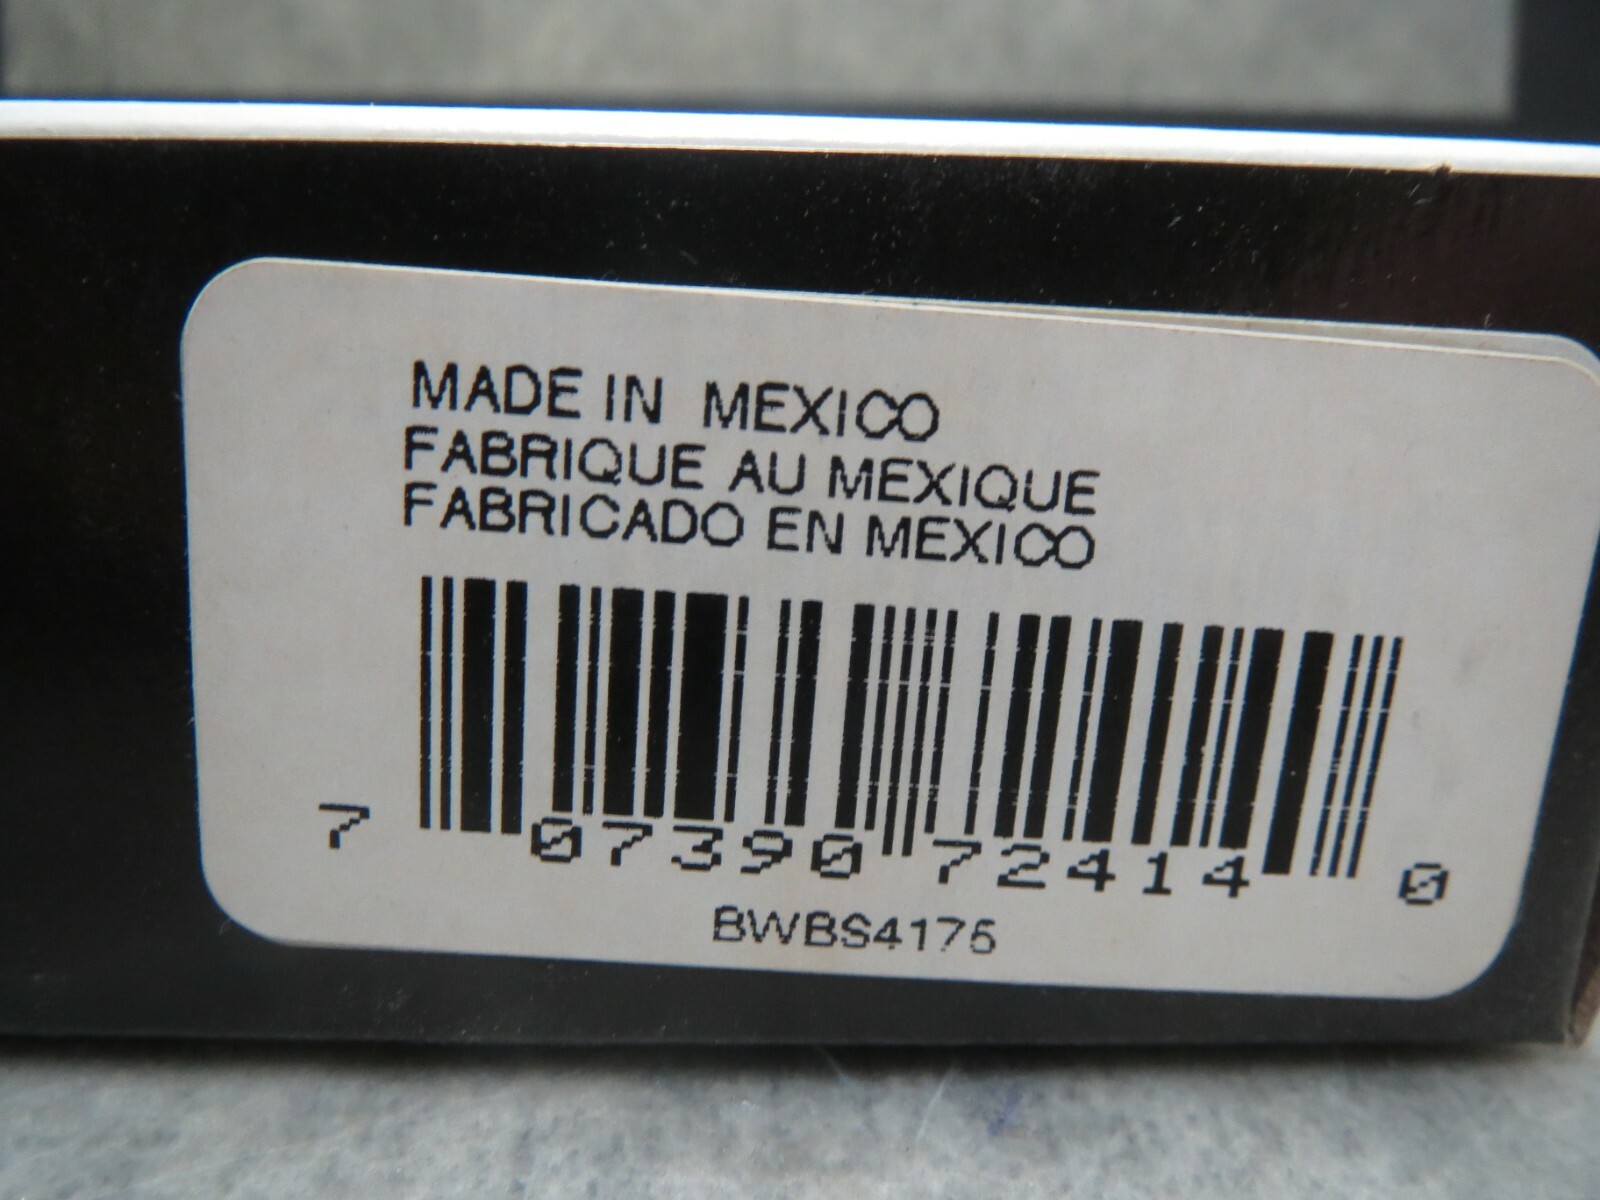 MADE IN MEXICO
FABRIQUE AU MEXIQUE
FABRICADO EN MEXICO
7 07390 72414 0
BWBS4175